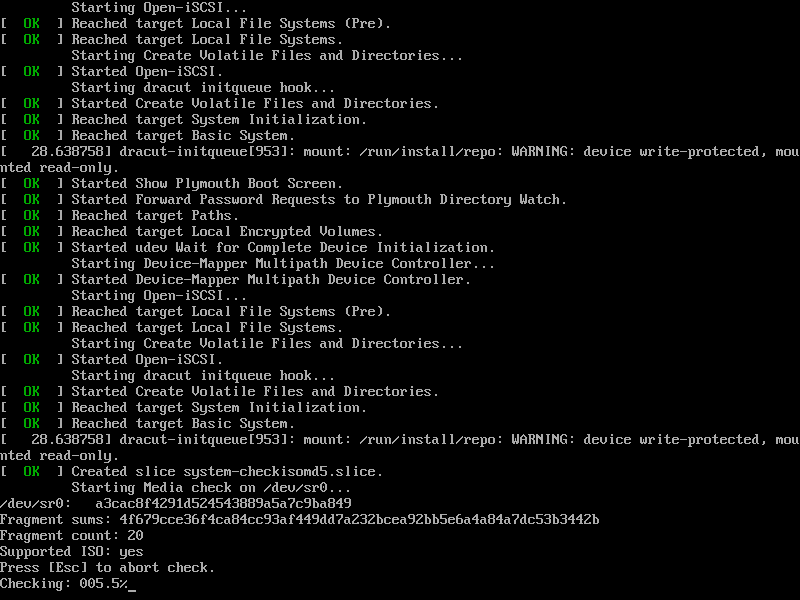 Starting Open-iSCSI...
[  OK  ] Reached target Local File Systems (Pre).
[  OK  ] Reached target Local File Systems.
Starting Create Volatile Files and Directories...
[  OK  ] Started Open-iSCSI.
Starting dracut initqueue hook...
[  OK  ] Started Create Volatile Files and Directories.
[  OK  ] Reached target System Initialization.
[  OK  ] Reached target Basic System.
[   28.638758] dracut-initqueue[953]: mount: /run/install/repo: WARNING: device write-protected, mou
nted read-only.
[  OK  ] Started Show Plymouth Boot Screen.
[  OK  ] Started Forward Password Requests to Plymouth Directory Watch.
[  OK  ] Reached target Paths.
[  OK  ] Reached target Local Encrypted Volumes.
[  OK  ] Started udev Wait for Complete Device Initialization.
Starting Device-Mapper Multipath Device Controller...
[  OK  ] Started Device-Mapper Multipath Device Controller.
Starting Open-iSCSI...
[  OK  ] Reached target Local File Systems (Pre).
[  OK  ] Reached target Local File Systems.
Starting Create Volatile Files and Directories...
[  OK  ] Started Open-iSCSI.
Starting dracut initqueue hook...
[  OK  ] Started Create Volatile Files and Directories.
[  OK  ] Reached target System Initialization.
[  OK  ] Reached target Basic System.
[   28.638758] dracut-initqueue[953]: mount: /run/install/repo: WARNING: device write-protected, mou
nted read-only.
[  OK  ] Created slice system-checkisomd5.slice.
Starting Media check on /dev/sr0...
/dev/sr0:   a3cac8f4291d524543889a5a7c9ba849
Fragment sums: 4f679cce36f4ca84cc93af449dd7a232bcea92bb5e6a4a84a7dc53b3442b
Fragment count: 20
Supported ISO: yes
Press [Esc] to abort check.
Checking: 005.5%_